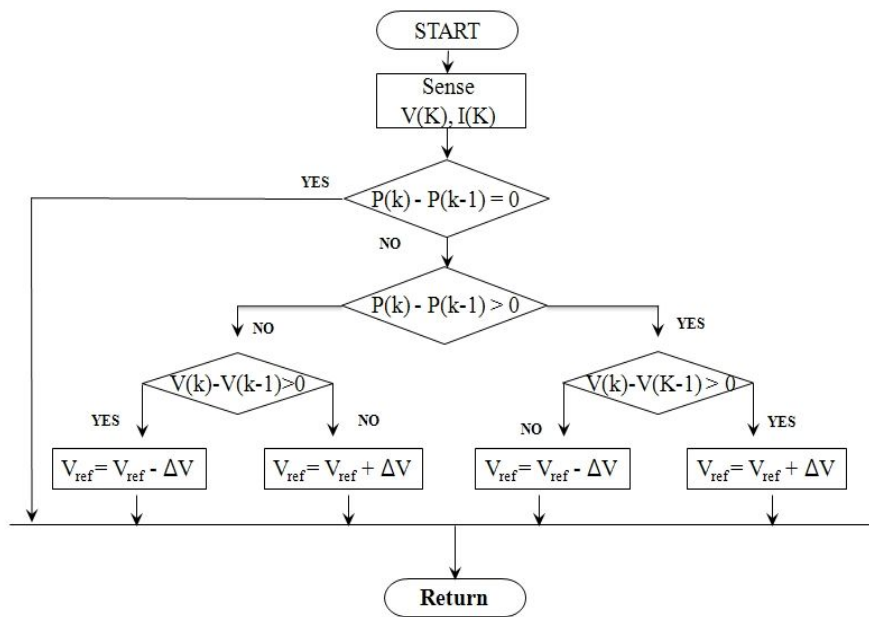 START
Sense
V(K), I(K)
YES
P(k) - P(k-1) = 0
NO
P(k) - P(k-1) > 0
NO
YES
V(k)-V(k-1)>0
V(k)-V(K-1) > 0
YES
NO
NO
YES
Vref= Vref - ΔV
Vref= Vref + ΔV
Vref= Vref - ΔV
Vref= Vref + ΔV
Return